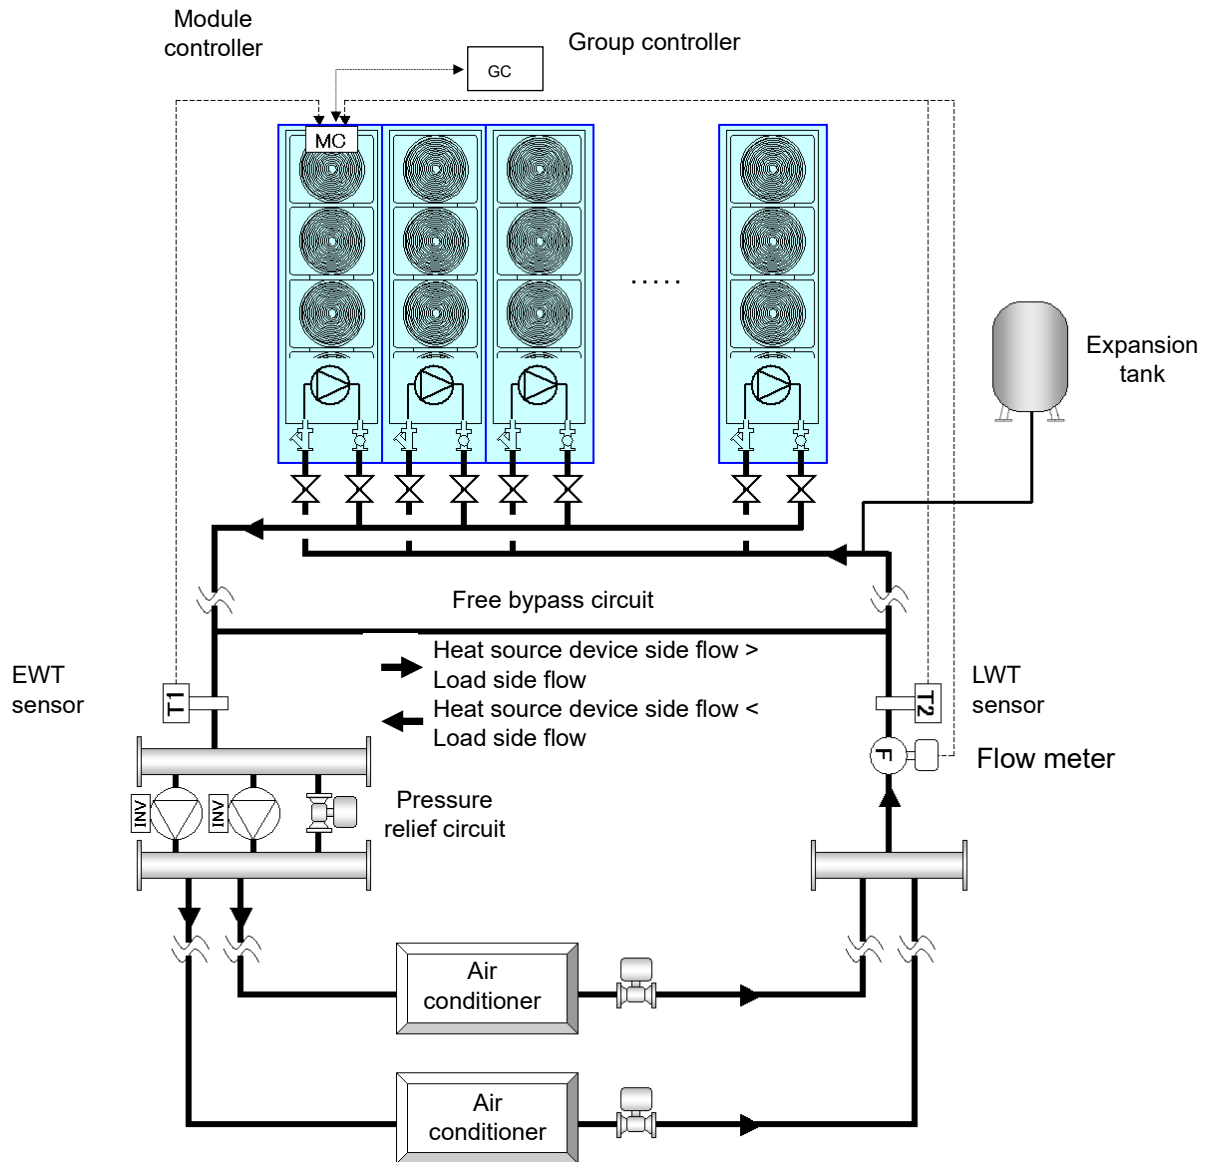 Module
controller
Group controller
GC
MC
.....
Expansion
tank
Free bypass circuit
Heat source device side flow >
Load side flow
Heat source device side flow <
Load side flow
EWT
sensor
T1
LWT
sensor
T2
F
Flow meter
INV
INV
Pressure
relief circuit
Air
conditioner
Air
conditioner